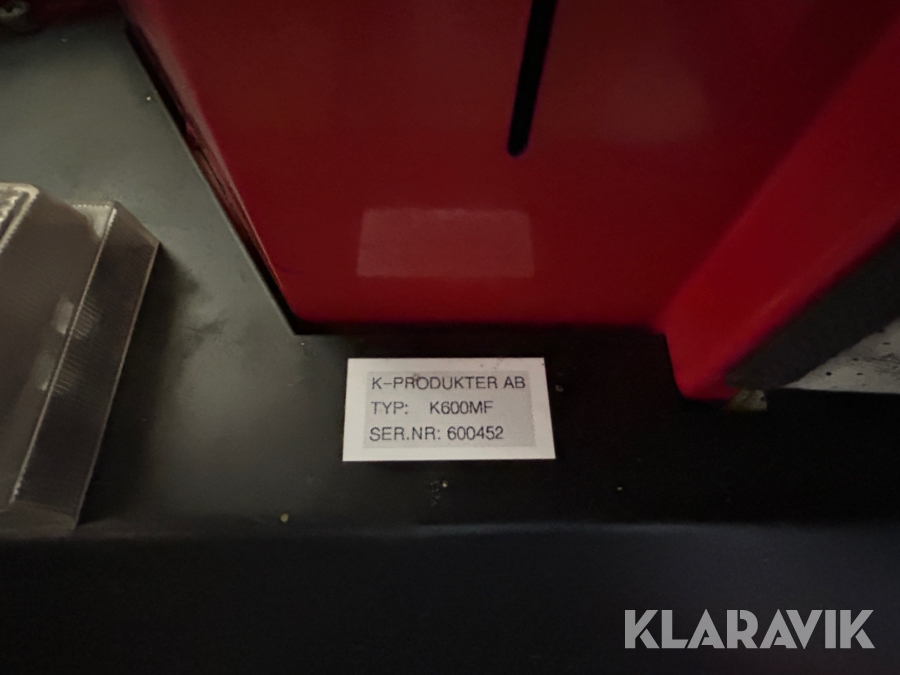 K-PRODUKTER AB
TYP: K600MF
SER.NR: 600452
KLARAVIK